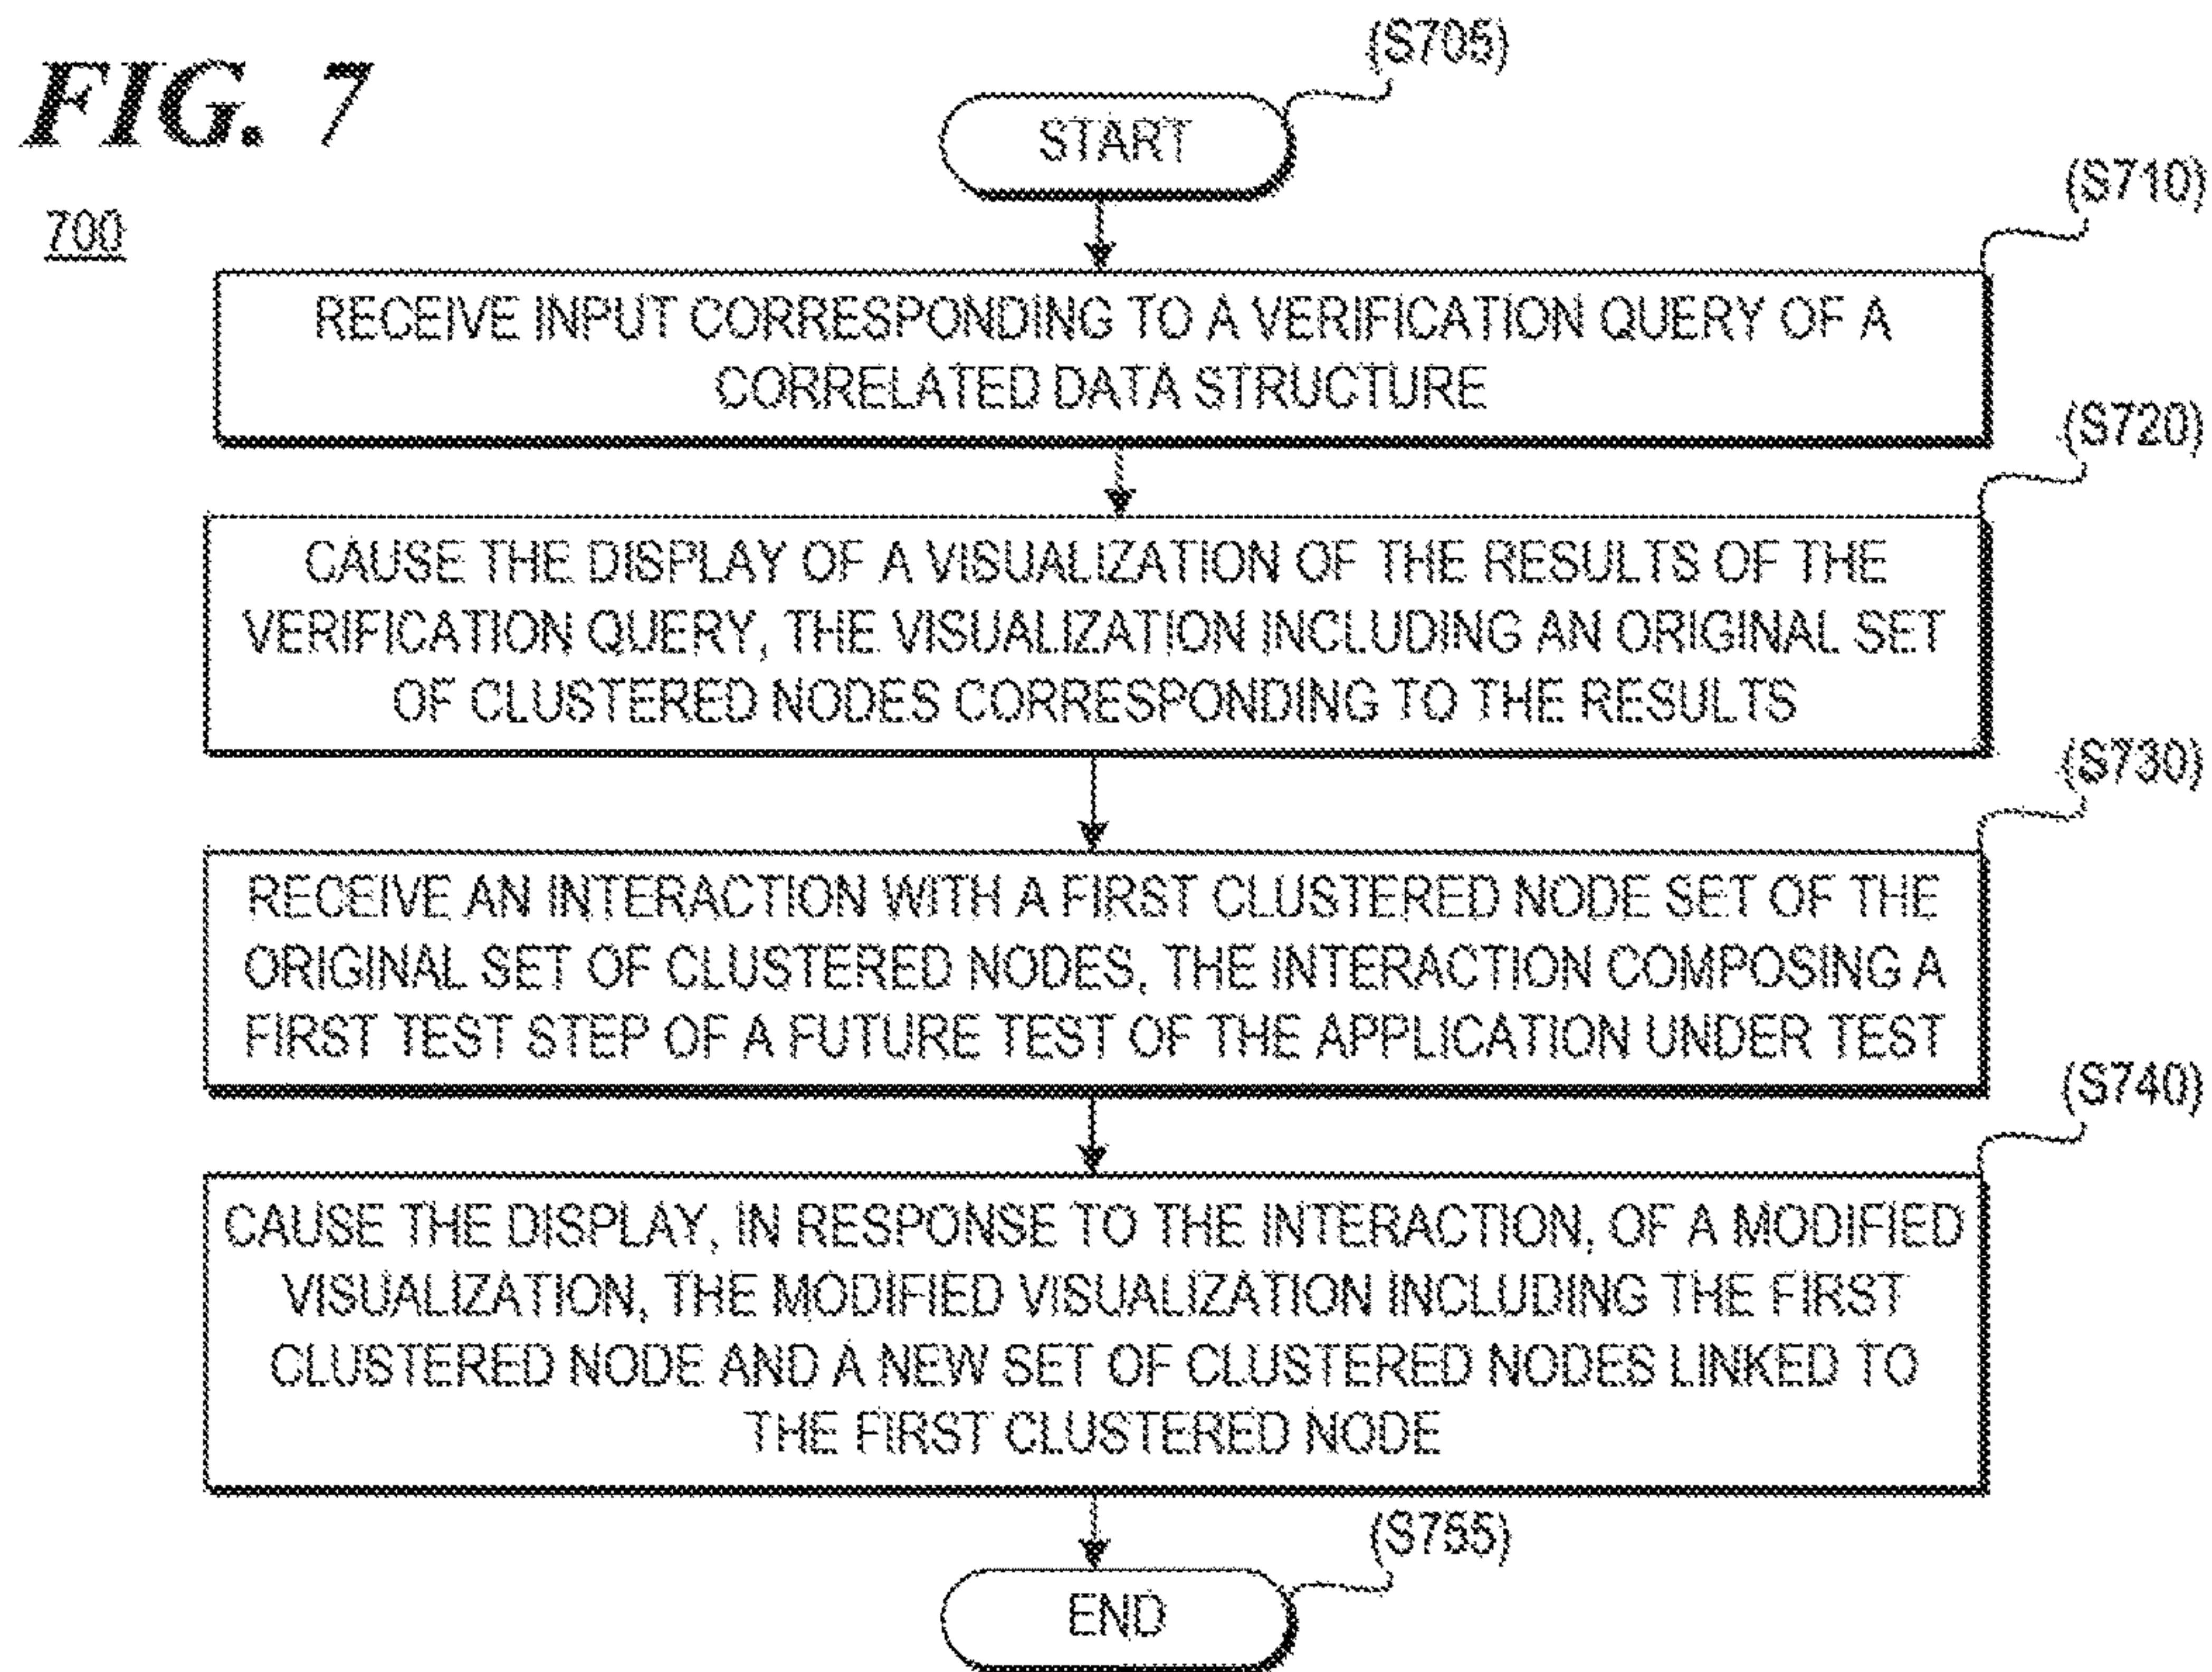 FIG. 7
700
(S705)
START
(S710)
RECEIVE INPUT CORRESPONDING TO A VERIFICATION QUERY OF A
CORRELATED DATA STRUCTURE
(S720)
CAUSE THE DISPLAY OF A VISUALIZATION OF THE RESULTS OF THE
VERIFICATION QUERY, THE VISUALIZATION INCLUDING AN ORIGINAL SET
OF CLUSTERED NODES CORRESPONDING TO THE RESULTS
(S730)
RECEIVE AN INTERACTION WITH A FIRST CLUSTERED NODE SET OF THE
ORIGINAL SET OF CLUSTERED NODES, THE INTERACTION COMPOSING A
FIRST TEST STEP OF A FUTURE TEST OF THE APPLICATION UNDER TEST
(S740)
CAUSE THE DISPLAY, IN RESPONSE TO THE INTERACTION, OF A MODIFIED
VISUALIZATION, THE MODIFIED VISUALIZATION INCLUDING THE FIRST
CLUSTERED NODE AND A NEW SET OF CLUSTERED NODES LINKED TO
THE FIRST CLUSTERED NODE
(S755)
END